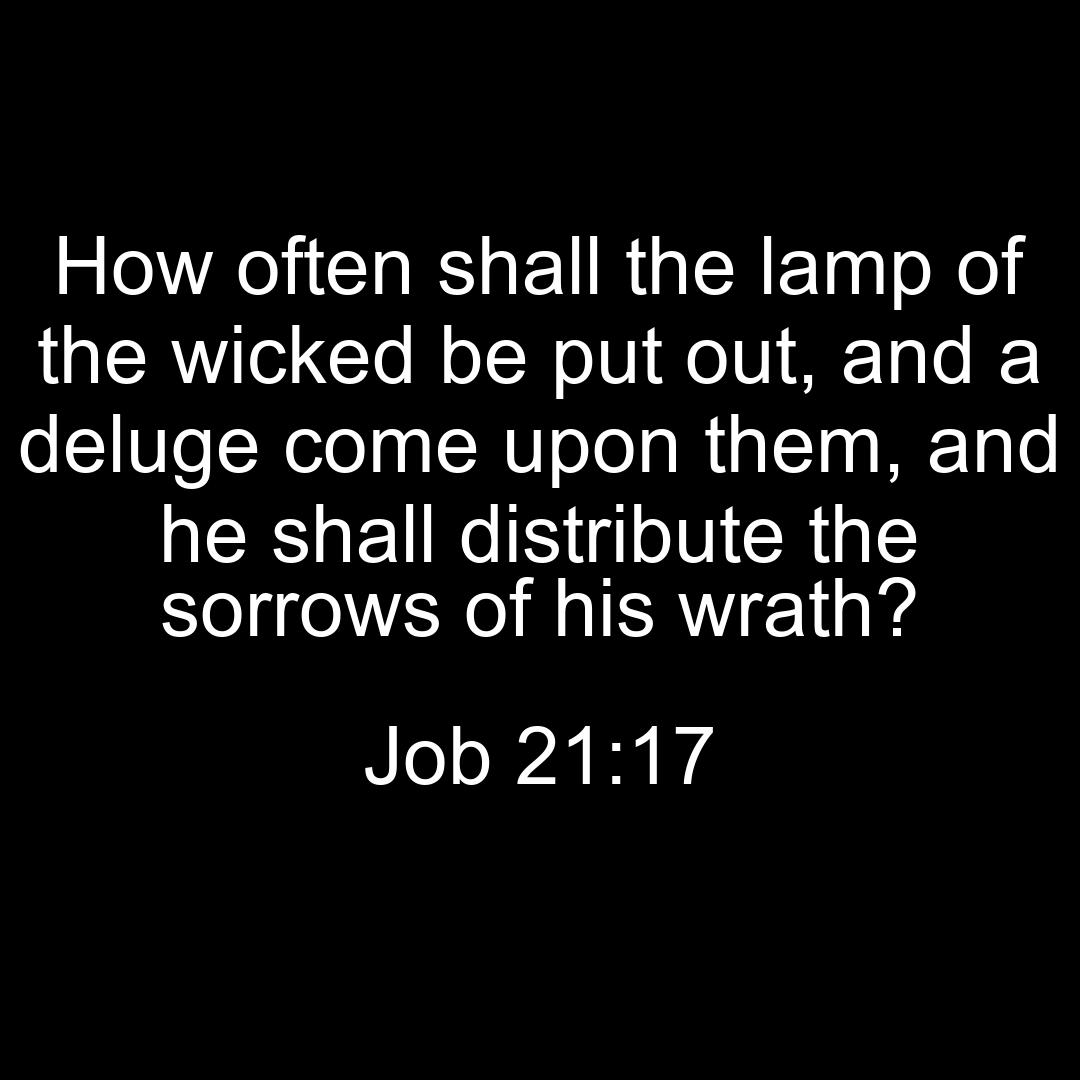 How often shall the lamp of
the wicked be put out, and a
deluge come upon them, and
he shall distribute the
sorrows of his wrath?
Job 21:17